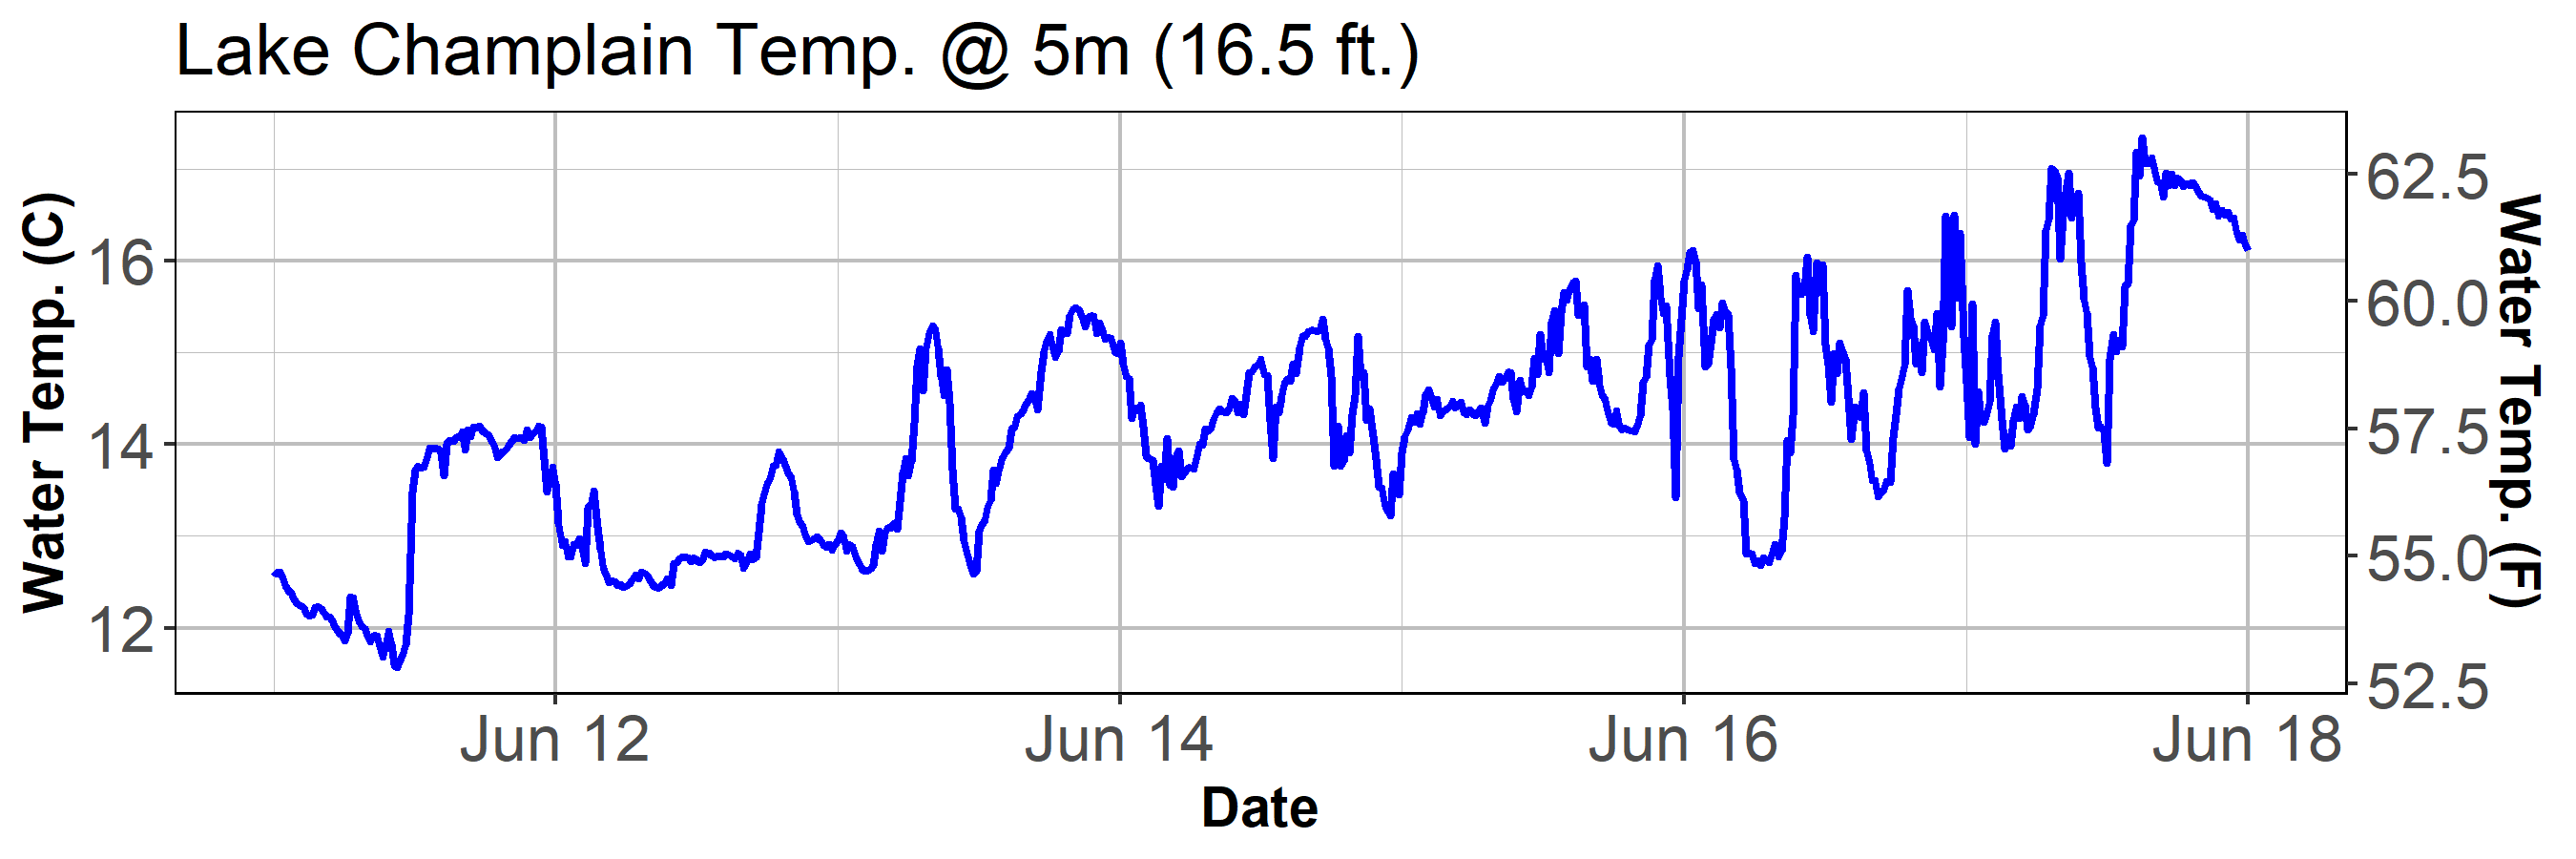 Lake Champlain Temp. @ 5m (16.5 ft.)
Water Temp. (C)
16
14
12
62.5
60.0
57.5
55.0
52.5
Water Temp. (F)
Jun 12 Jun 14 Jun 16 Jun 18
Date